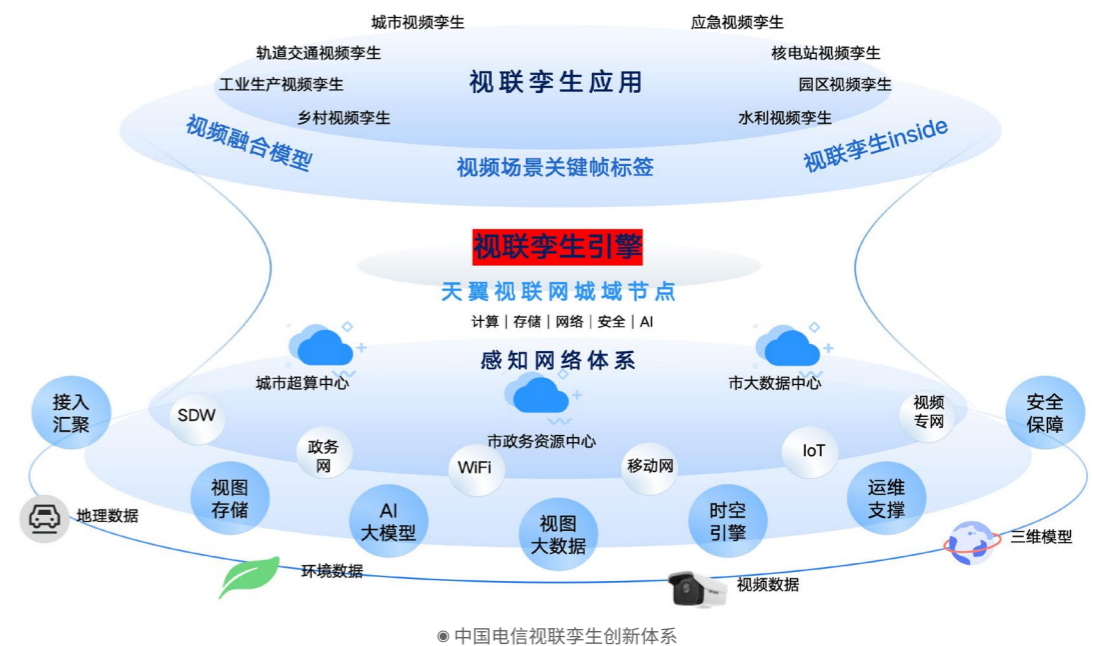 城市视频孪生
应急视频孪生
轨道交通视频孪生
核电站视频孪生
工业生产视频孪生
视联孪生应用
园区视频孪生
乡村视频孪生
水利视频孪生
视频融合模型
视频场景关键帧标签
视联孪生inside
视联孪生引擎
天翼视联网城域节点
计算｜存储｜网络｜安全｜AI
感知网络体系
城市超算中心
市大数据中心
市政务资源中心
接入
汇聚
SDW
政务
网
WiFi
移动网
IoT
视频
专网
安全
保障
视图
存储
AI
大模型
视图
大数据
时空
引擎
运维
支撑
地理数据
环境数据
视频数据
三维模型
◉ 中国电信视联孪生创新体系